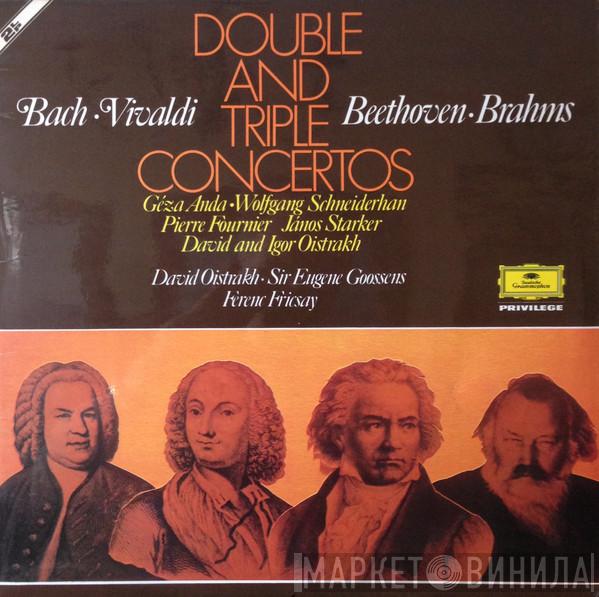 2LP
DOUBLE
AND
TRIPLE
CONCERTOS
Bach · Vivaldi
Beethoven · Brahms
Géza Anda · Wolfgang Schneiderhan
Pierre Fournier János Starker
David and Igor Oistrakh
David Oistrakh · Sir Eugene Goossens
Ferenc Fricsay
Deutsche
Grammophon
PRIVILEGE
МАРКЕТ ВИНИЛА